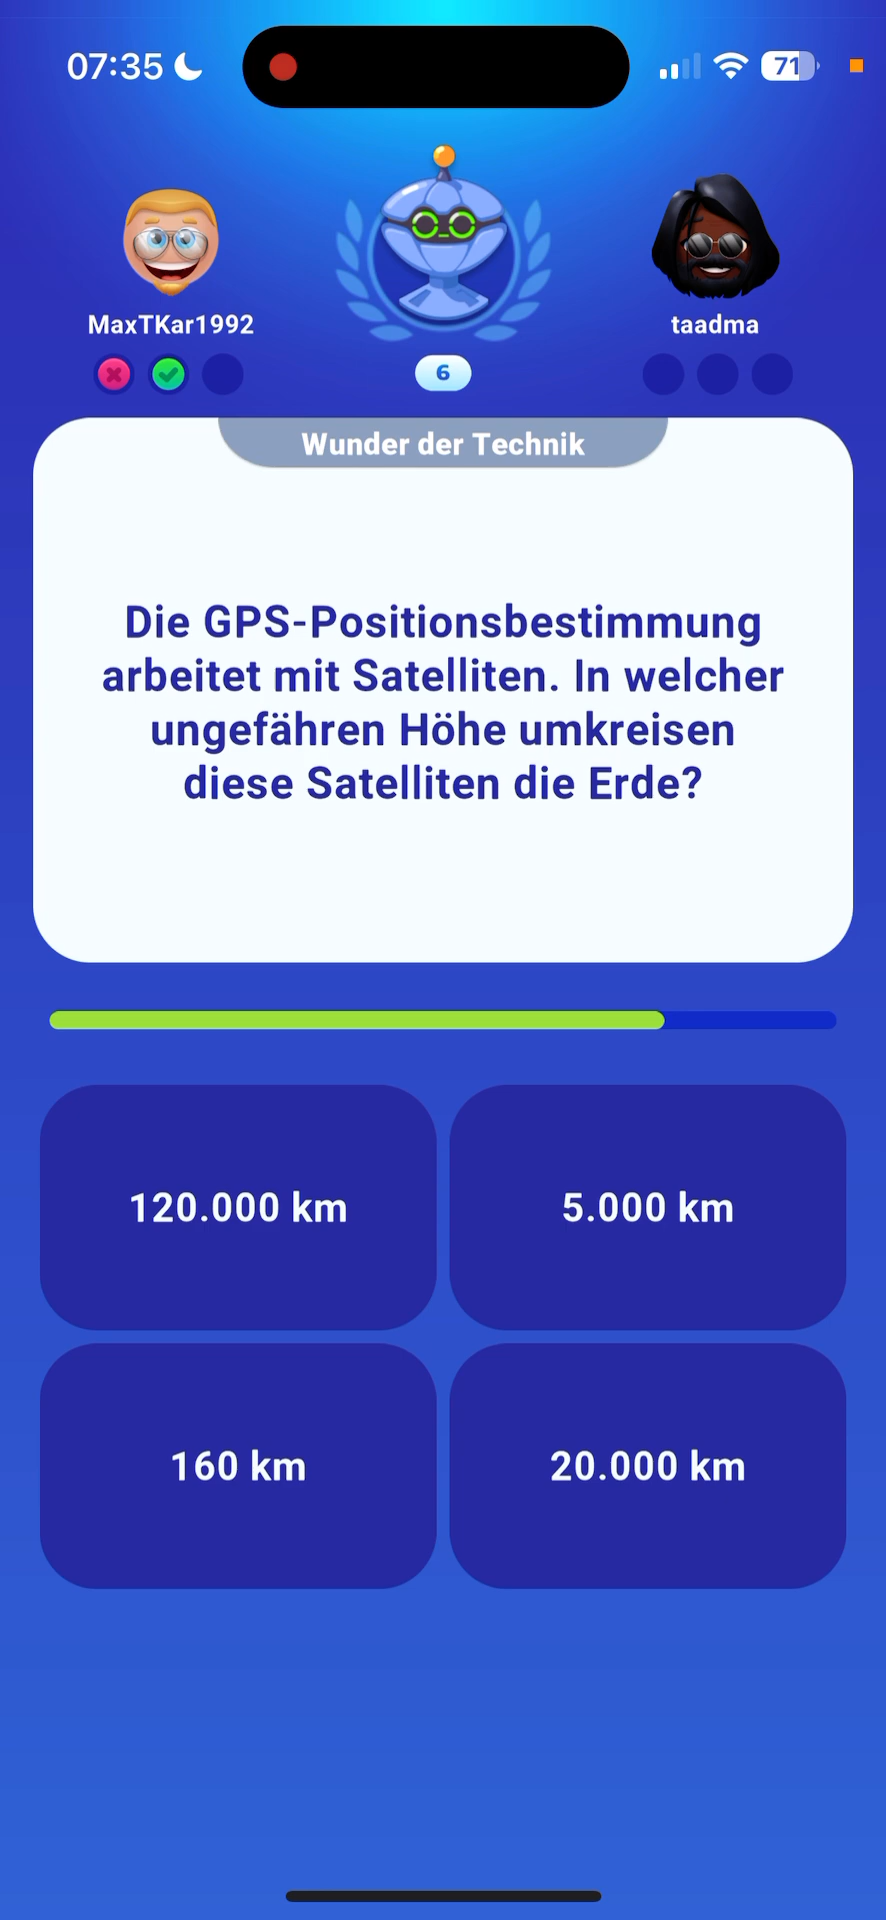 07:35
71
MaxTKar1992
taadma
6
Wunder der Technik
Die GPS-Positionsbestimmung
arbeitet mit Satelliten. In welcher
ungefähren Höhe umkreisen
diese Satelliten die Erde?
120.000 km
5.000 km
160 km
20.000 km